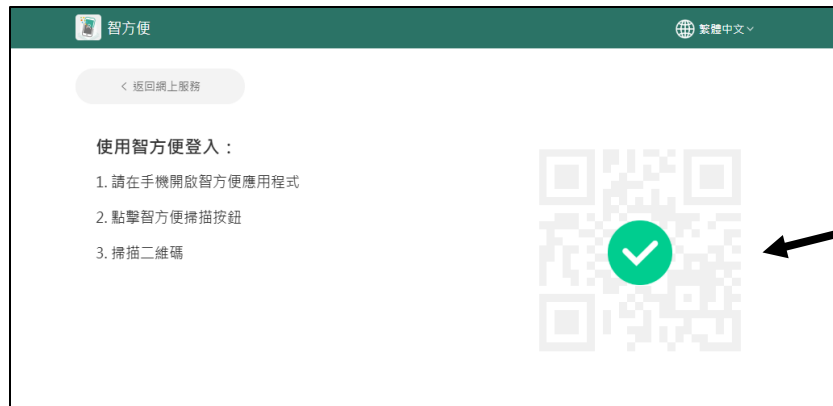 智方便
繁體中文
< 返回網上服務
使用智方便登入：
1. 請在手機開啟智方便應用程式
2. 點擊智方便掃描按鈕
3. 掃描二維碼